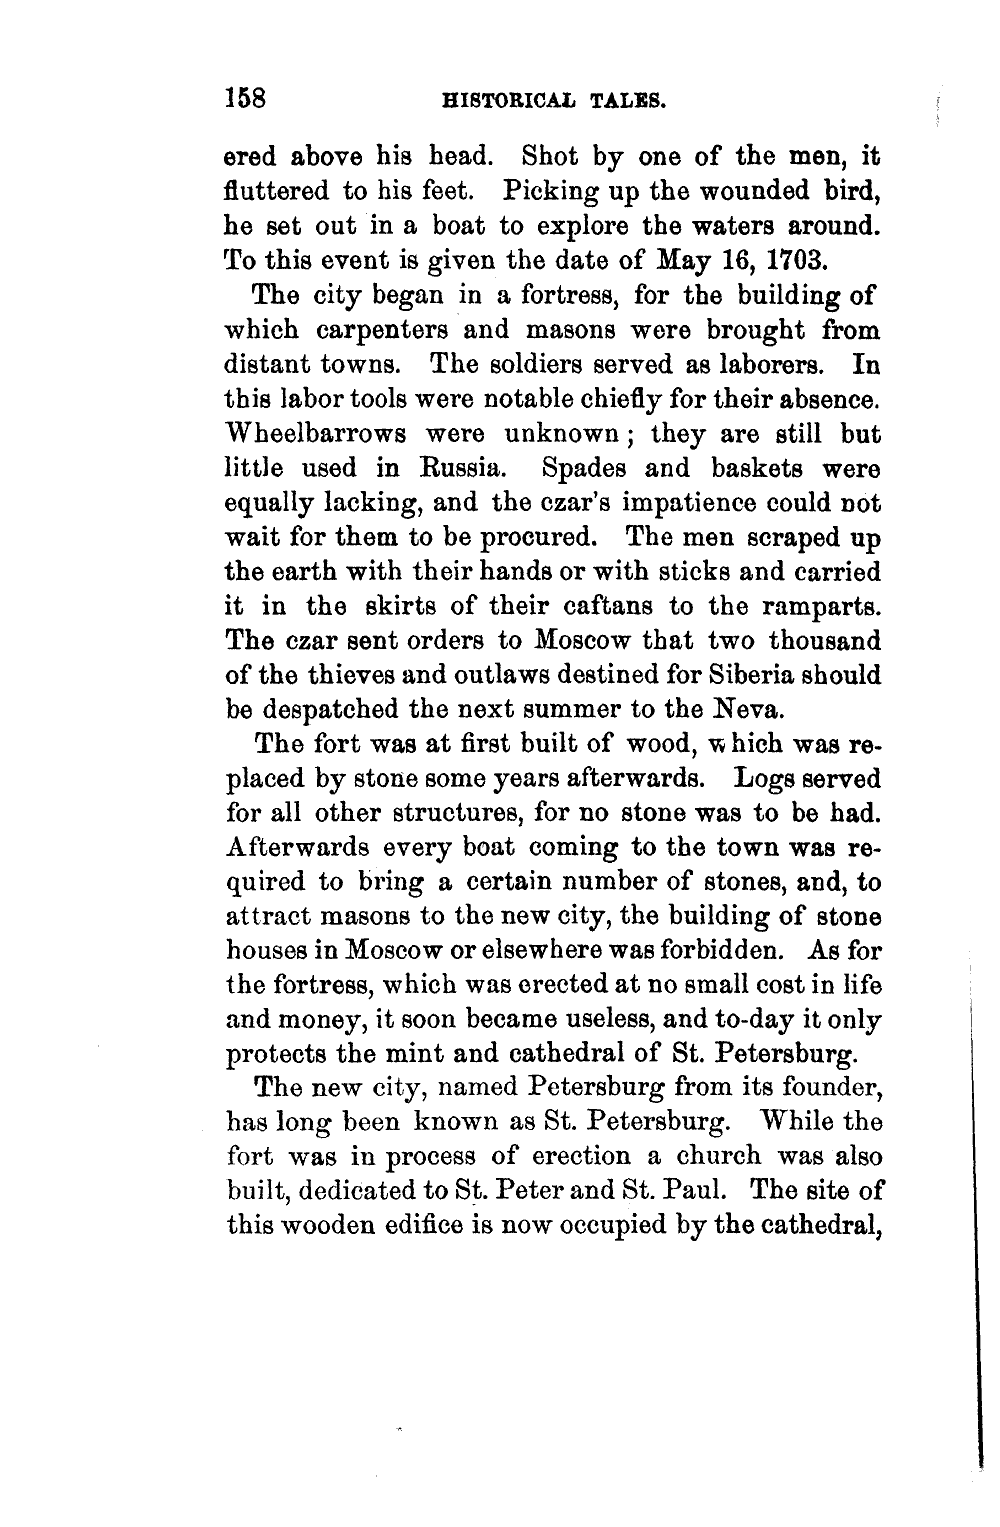 158 HISTORICAL TALES.
ered above his head. Shot by one of the men, it
fluttered to his feet. Picking up the wounded bird,
he set out in a boat to explore the waters around.
To this event is given the date of May 16, 1703.
The city began in a fortress, for the building of
which carpenters and masons were brought from
distant towns. The soldiers served as laborers. In
this labor tools were notable chiefly for their absence.
Wheelbarrows were unknown; they are still but
little used in Russia. Spades and baskets were
equally lacking, and the czar's impatience could not
wait for them to be procured. The men scraped up
the earth with their hands or with sticks and carried
it in the skirts of their caftans to the ramparts.
The czar sent orders to Moscow that two thousand
of the thieves and outlaws destined for Siberia should
be despatched the next summer to the Neva.
The fort was at first built of wood, which was re-
placed by stone some years afterwards. Logs served
for all other structures, for no stone was to be had.
Afterwards every boat coming to the town was re-
quired to bring a certain number of stones, and, to
attract masons to the new city, the building of stone
houses in Moscow or elsewhere was forbidden. As for
the fortress, which was erected at no small cost in life
and money, it soon became useless, and to-day it only
protects the mint and cathedral of St. Petersburg.
The new city, named Petersburg from its founder,
has long been known as St. Petersburg. While the
fort was in process of erection a church was also
built, dedicated to St. Peter and St. Paul. The site of
this wooden edifice is now occupied by the cathedral,